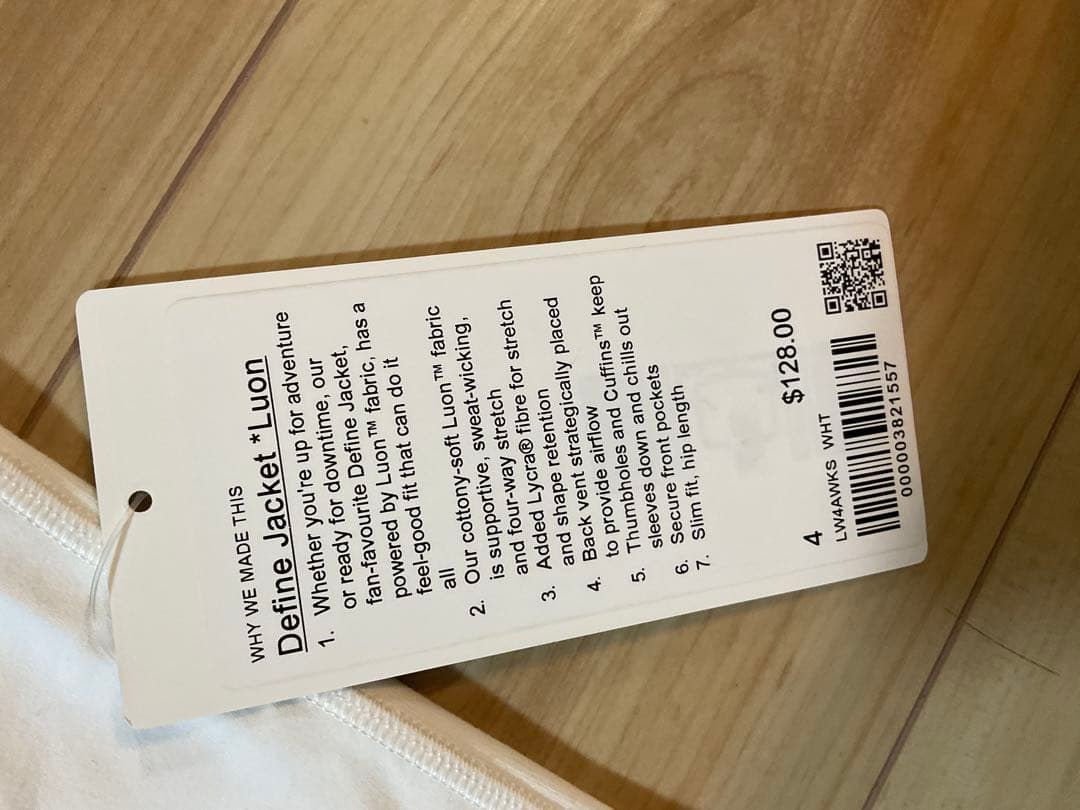 WHY WE MADE THIS
Define Jacket *Luon
1. Whether you're up for adventure
or ready for downtime, our
fan-favourite Define Jacket,
powered by Luon™ fabric, has a
feel-good fit that can do it
all
2. Our cottony-soft Luon™ fabric
is supportive, sweat-wicking,
and four-way stretch
3. Added Lycra® fibre for stretch
and shape retention
4. Back vent strategically placed
to provide airflow
5. Thumbholes and Cuffins™ keep
sleeves down and chills out
6. Secure front pockets
7. Slim fit, hip length
$128.00
4
LW4AWKS WHT
000003821557